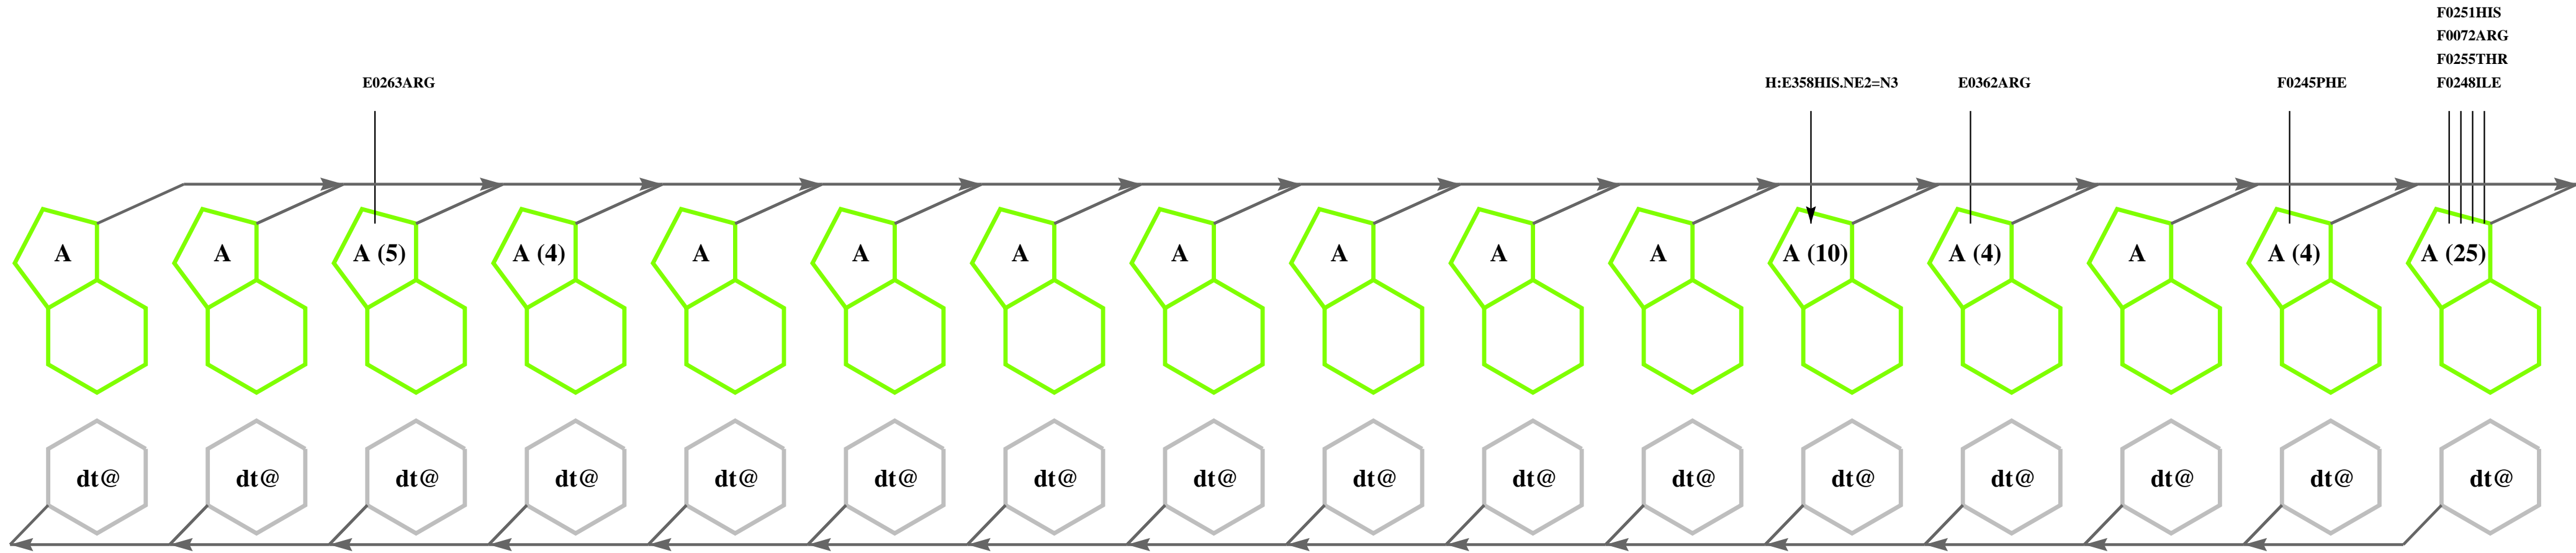 F0251HIS
F0072ARG
F0255THR
E0263ARG H:E358HIS.NE2=N3 E0362ARG F0245PHE F0248ILE
A A A (5) A (4) A A A A A A A A (10) A (4) A A (4) A (25)
dt@ dt@ dt@ dt@ dt@ dt@ dt@ dt@ dt@ dt@ dt@ dt@ dt@ dt@ dt@ dt@